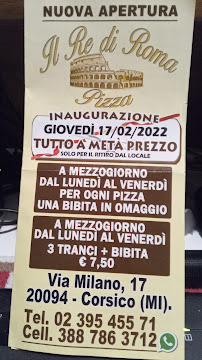 NUOVA APERTURA
Il Re di Roma
Pizza
INAUGURAZIONE
GIOVEDÌ 17/02/2022
TUTTO A METÀ PREZZO
SOLO PER IL RITIRO DAL LOCALE
A MEZZOGIORNO
DAL LUNEDÌ AL VENERDÌ
PER OGNI PIZZA
UNA BIBITA IN OMAGGIO
A MEZZOGIORNO
DAL LUNEDÌ AL VENERDÌ
3 TRANCI + BIBITA
€ 7,50
Via Milano, 17
20094 - Corsico (MI).
Tel. 02 395 455 71
Cell. 388 786 3712